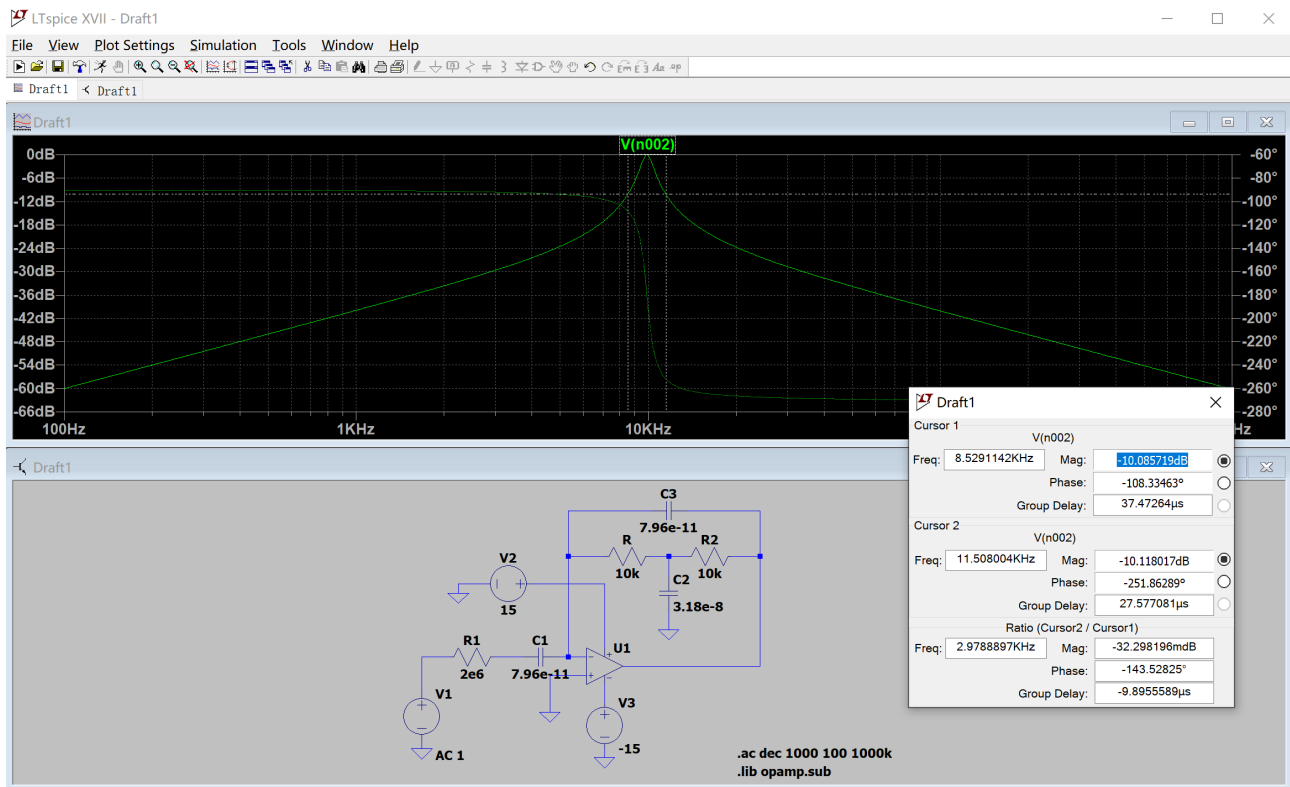 LTspice XVII - Draft1
File View Plot Settings Simulation Tools Window Help
Draft1 Draft1
Draft1
V(n002)
0dB
-6dB
-12dB
-18dB
-24dB
-30dB
-36dB
-42dB
-48dB
-54dB
-60dB
-66dB
-60°
-80°
-100°
-120°
-140°
-160°
-180°
-200°
-220°
-240°
-260°
-280°
100Hz 1KHz 10KHz Hz
Draft1
C3
7.96e-11
R R2
10k 10k
C2
3.18e-8
V2
15
R1 C1 U1
2e6 7.96e-11
V1
AC 1
V3
-15
.ac dec 1000 100 1000k
.lib opamp.sub
Draft1
Cursor 1
V(n002)
Freq: 8.5291142KHz Mag: -10.085719dB
Phase: -108.33463°
Group Delay: 37.47264µs
Cursor 2
V(n002)
Freq: 11.508004KHz Mag: -10.118017dB
Phase: -251.86289°
Group Delay: 27.577081µs
Ratio (Cursor2 / Cursor1)
Freq: 2.9788897KHz Mag: -32.298196mdB
Phase: -143.52825°
Group Delay: -9.8955589µs